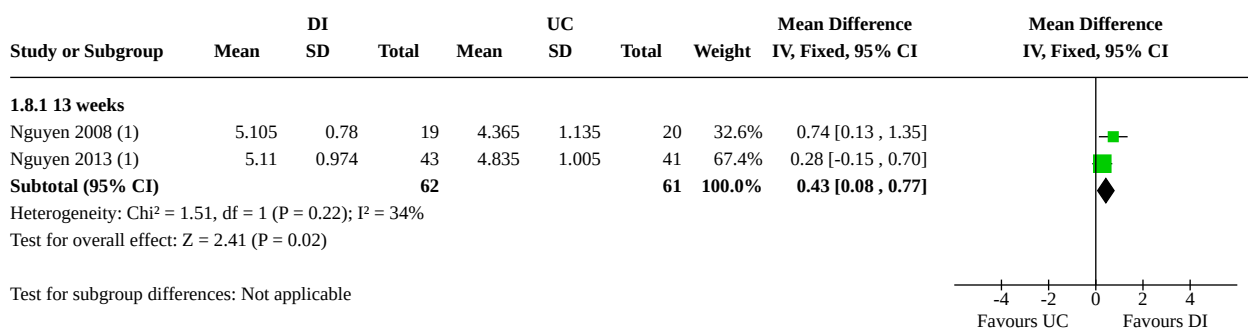 DI UC Mean Difference Mean Difference
Study or Subgroup Mean SD Total Mean SD Total Weight IV, Fixed, 95% CI IV, Fixed, 95% CI
1.8.1 13 weeks
Nguyen 2008 (1) 5.105 0.78 19 4.365 1.135 20 32.6% 0.74 [0.13 , 1.35]
Nguyen 2013 (1) 5.11 0.974 43 4.835 1.005 41 67.4% 0.28 [-0.15 , 0.70]
Subtotal (95% CI) 62 61 100.0% 0.43 [0.08 , 0.77]
Heterogeneity: Chi² = 1.51, df = 1 (P = 0.22); I² = 34%
Test for overall effect: Z = 2.41 (P = 0.02)
Test for subgroup differences: Not applicable
-4 -2 0 2 4
Favours UC Favours DI